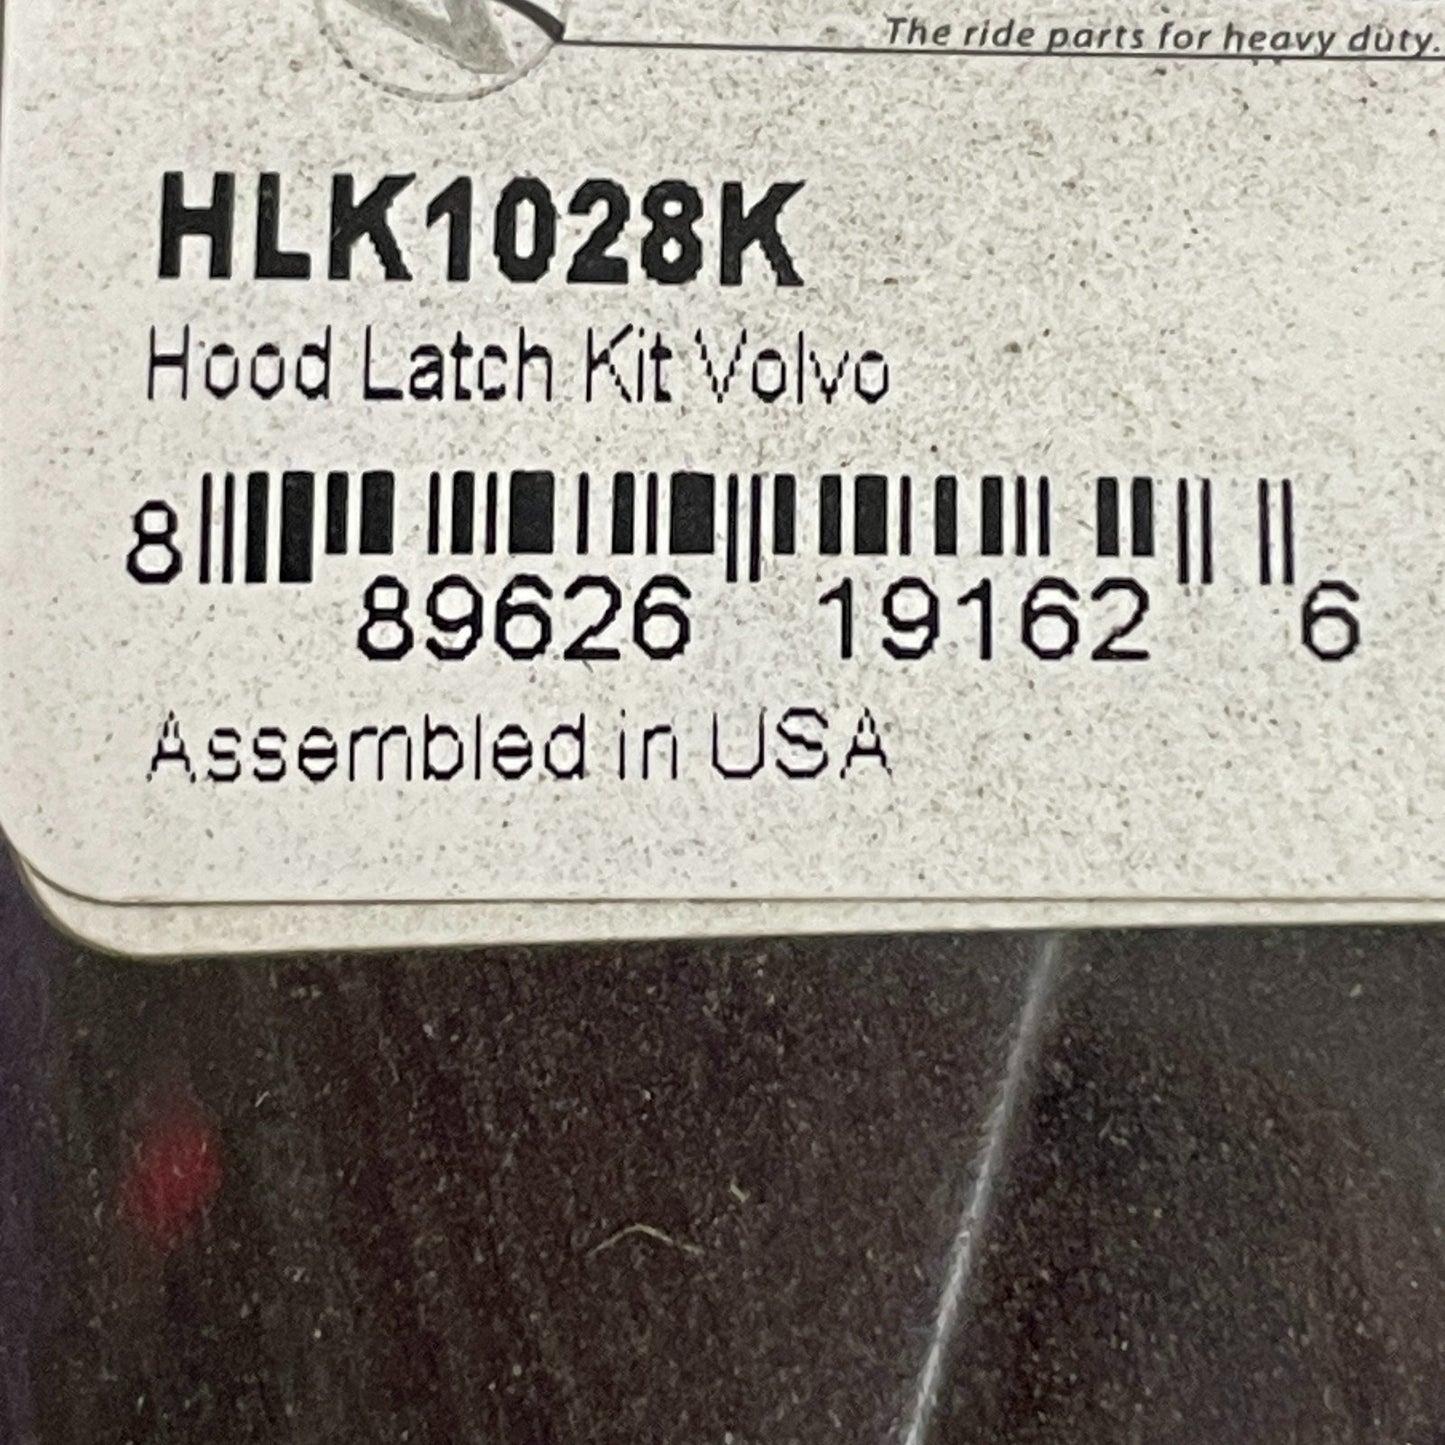 The ride parts for heavy duty.
HLK1028K
Hood Latch Kit Volvo
8 89626 19162 6
Assembled in USA